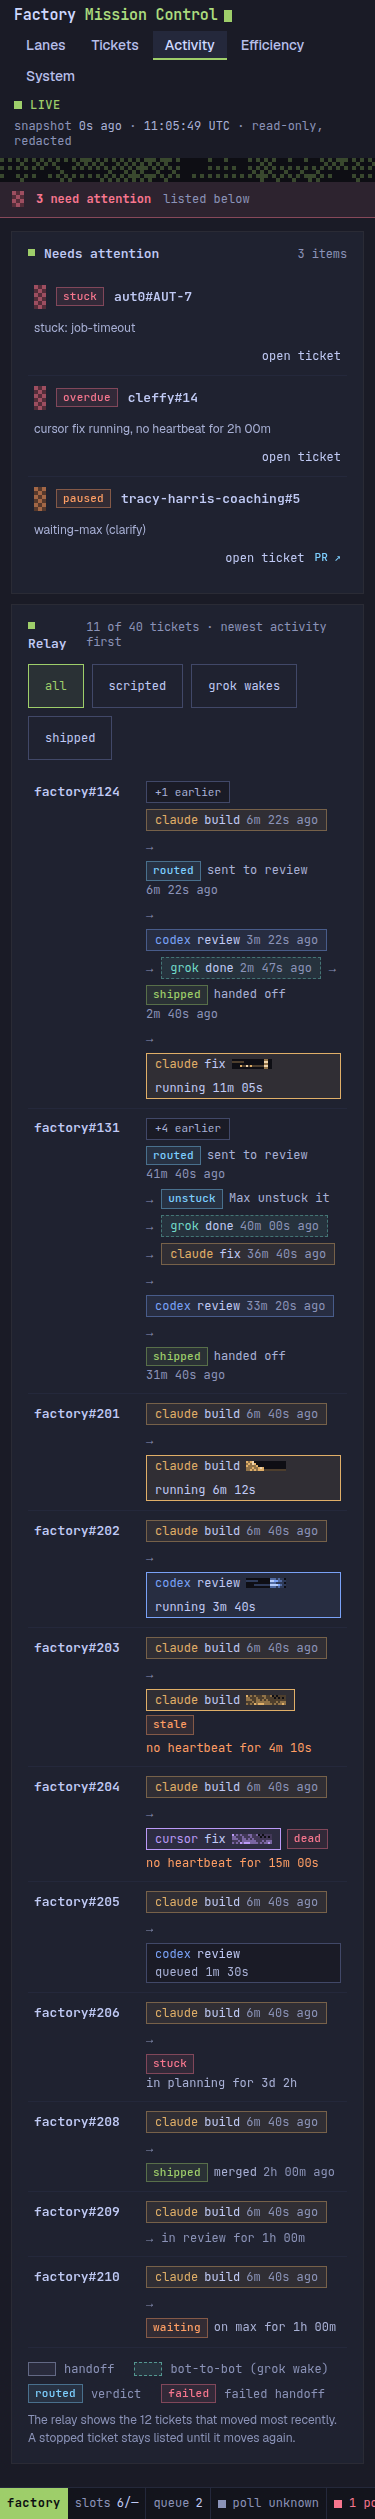 Factory Mission Control
Lanes Tickets Activity Efficiency
System
LIVE
snapshot 0s ago · 11:05:49 UTC · read-only,
redacted
3 need attention listed below
Needs attention 3 items
stuck aut0#AUT-7
stuck: job-timeout
open ticket
overdue cleffy#14
cursor fix running, no heartbeat for 2h 00m
open ticket
paused tracy-harris-coaching#5
waiting-max (clarify)
open ticket PR ↗
Relay 11 of 40 tickets · newest activity
first
all scripted grok wakes
shipped
factory#124 +1 earlier
claude build 6m 22s ago
→
routed sent to review
6m 22s ago
→
codex review 3m 22s ago
→ grok done 2m 47s ago →
shipped handed off
2m 40s ago
→
claude fix
running 11m 05s
factory#131 +4 earlier
routed sent to review
41m 40s ago
→ unstuck Max unstuck it
→ grok done 40m 00s ago
→ claude fix 36m 40s ago
→
codex review 33m 20s ago
→
shipped handed off
31m 40s ago
factory#201 claude build 6m 40s ago
→
claude build
running 6m 12s
factory#202 claude build 6m 40s ago
→
codex review
running 3m 40s
factory#203 claude build 6m 40s ago
→
claude build
stale
no heartbeat for 4m 10s
factory#204 claude build 6m 40s ago
→
cursor fix dead
no heartbeat for 15m 00s
factory#205 claude build 6m 40s ago
→
codex review
queued 1m 30s
factory#206 claude build 6m 40s ago
→
stuck
in planning for 3d 2h
factory#208 claude build 6m 40s ago
→
shipped merged 2h 00m ago
factory#209 claude build 6m 40s ago
→ in review for 1h 00m
factory#210 claude build 6m 40s ago
→
waiting on max for 1h 00m
handoff bot-to-bot (grok wake)
routed verdict failed failed handoff
The relay shows the 12 tickets that moved most recently.
A stopped ticket stays listed until it moves again.
factory slots 6/— queue 2 poll unknown 1 po